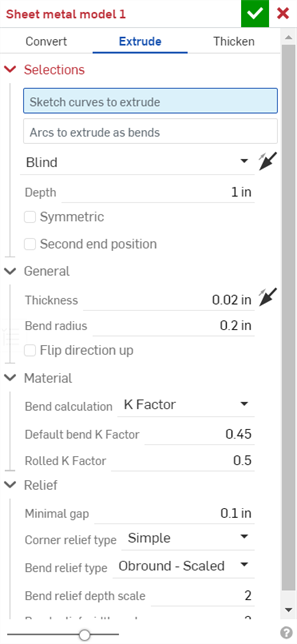 Sheet metal model 1
Convert Extrude Thicken
Selections
Sketch curves to extrude
Arcs to extrude as bends
Blind
Depth 1 in
Symmetric
Second end position
General
Thickness 0.02 in
Bend radius 0.2 in
Flip direction up
Material
Bend calculation K Factor
Default bend K Factor 0.45
Rolled K Factor 0.5
Relief
Minimal gap 0.1 in
Corner relief type Simple
Bend relief type Obround - Scaled
Bend relief depth scale 2